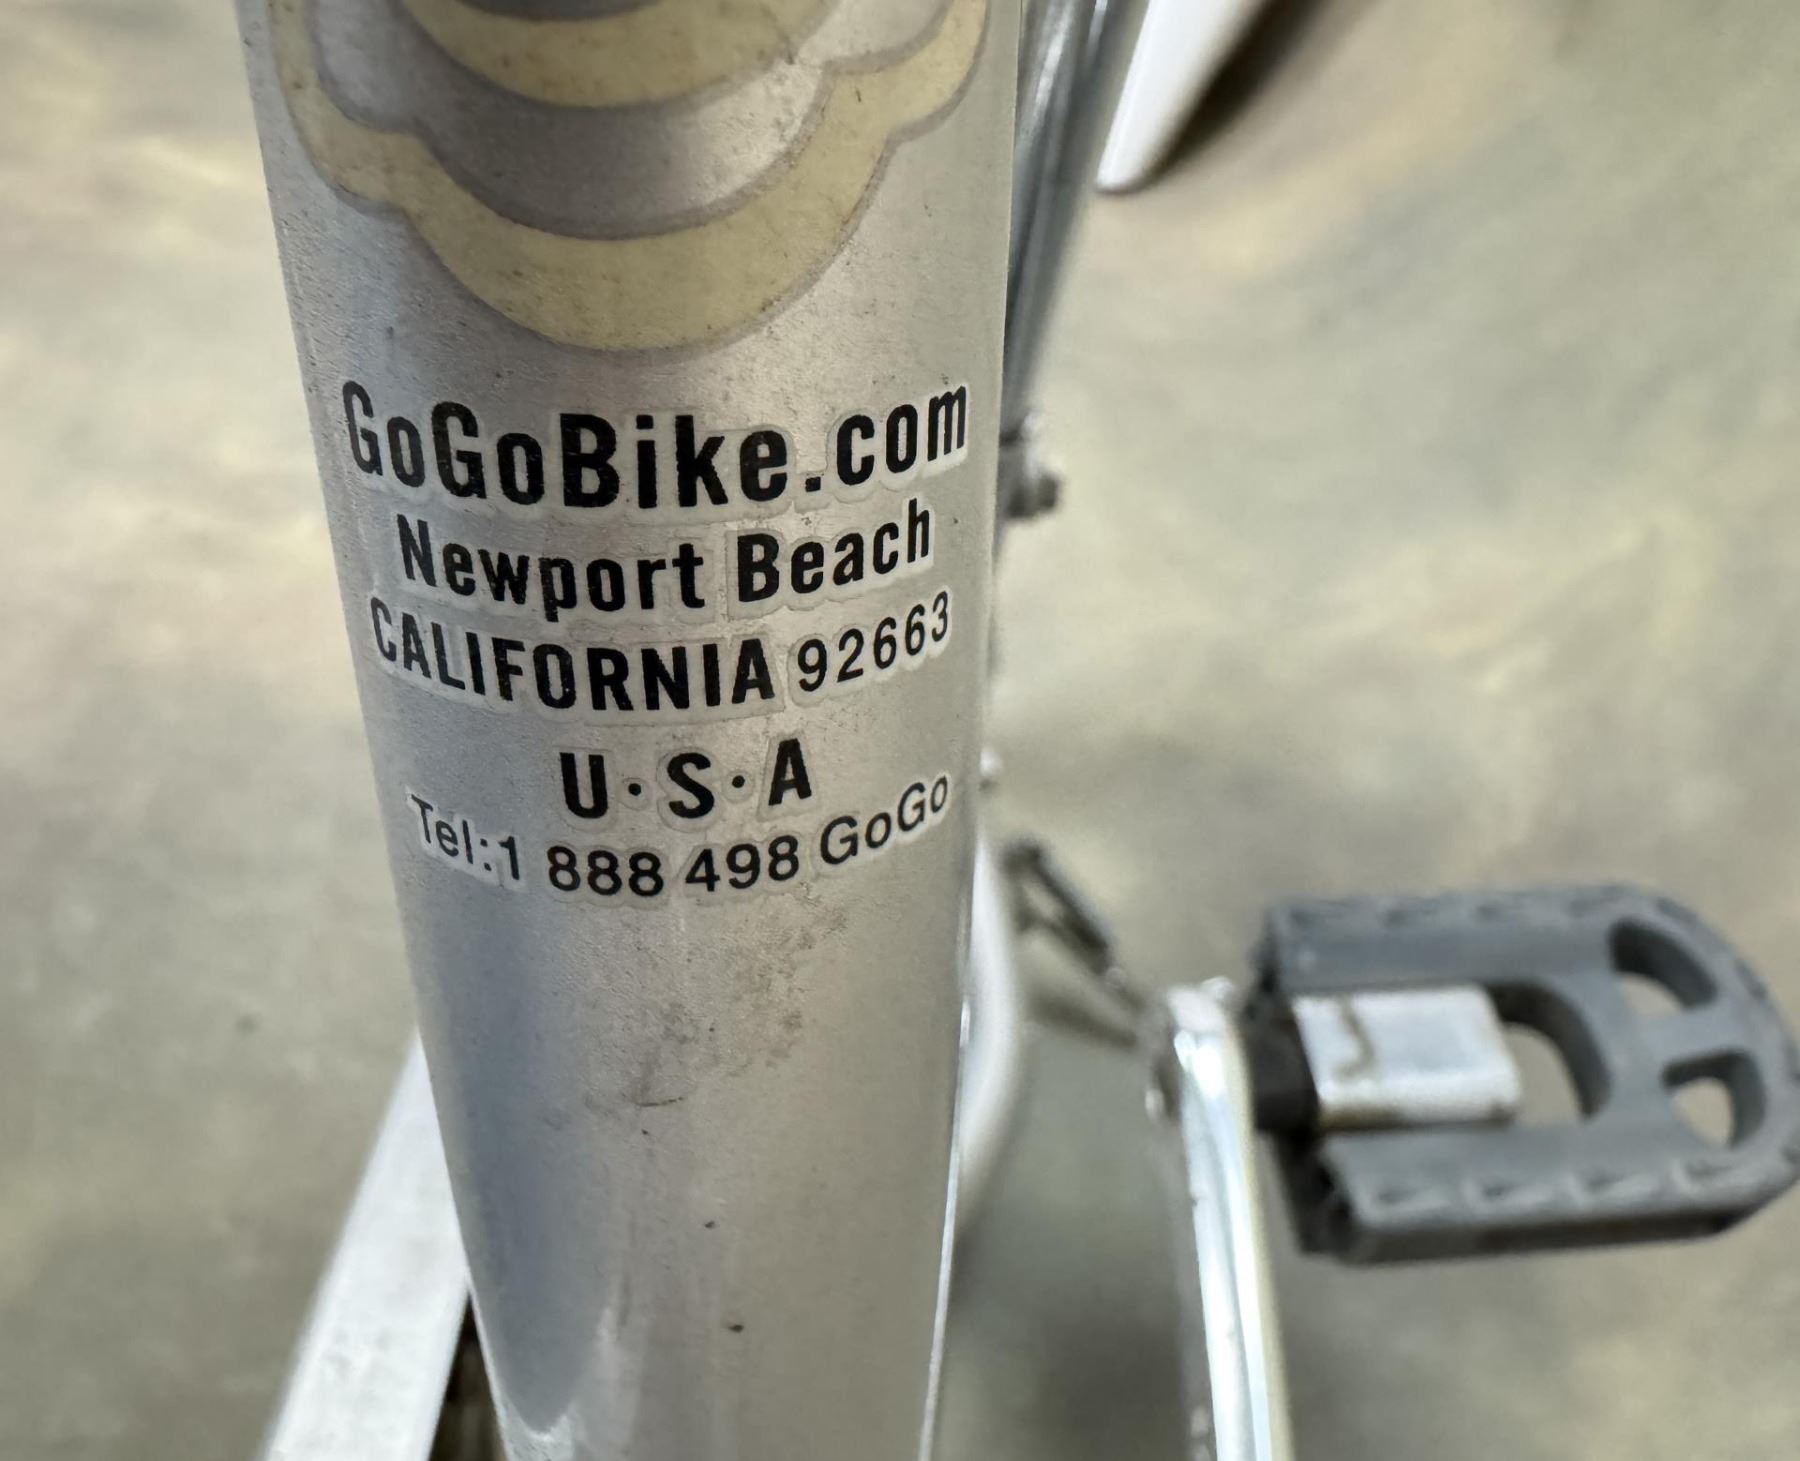 GoGoBike.com
Newport Beach
CALIFORNIA 92663
U·S·A
Tel:1 888 498 GoGo